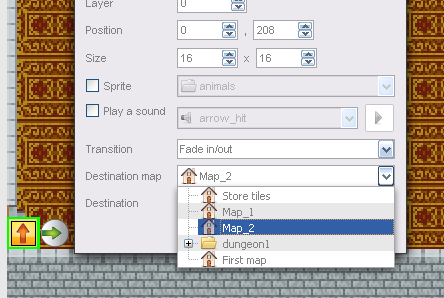 Layer 0
Position 0 , 208
Size 16 x 16
Sprite animals
Play a sound arrow_hit
Transition Fade in/out
Destination map Map_2
Destination
Store tiles
Map_1
Map_2
dungeon1
First map